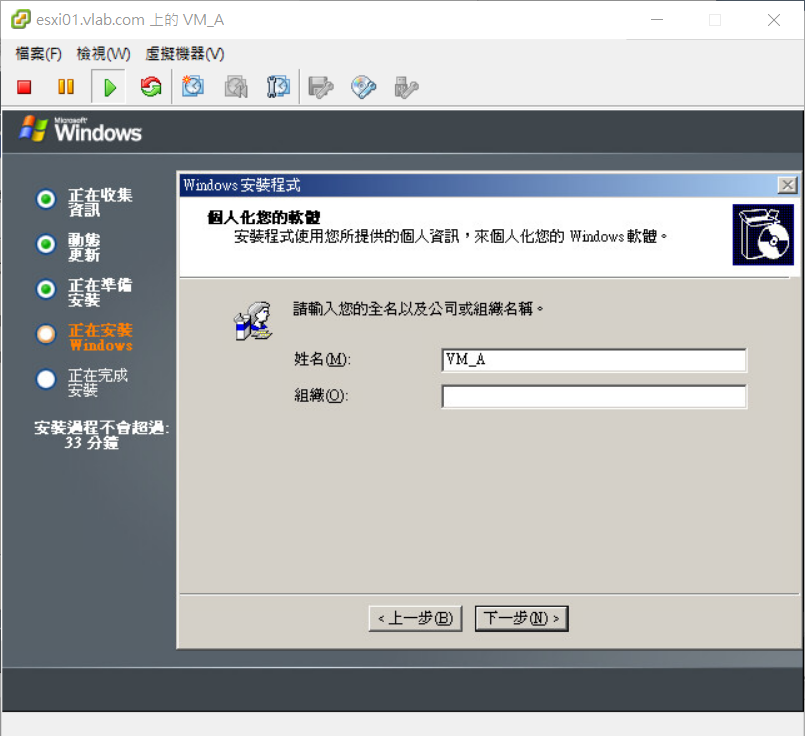 esxi01.vlab.com 上的 VM_A
檔案(F) 檢視(W) 虛擬機器(V)
Microsoft
Windows
正在收集
資訊
動態
更新
正在準備
安裝
正在安裝
Windows
正在完成
安裝
安裝過程不會超過:
33 分鐘
Windows 安裝程式
個人化您的軟體
安裝程式使用您所提供的個人資訊，來個人化您的 Windows 軟體。
請輸入您的全名以及公司或組織名稱。
姓名(M): VM_A
組織(O):
< 上一步(B) 下一步(N) >